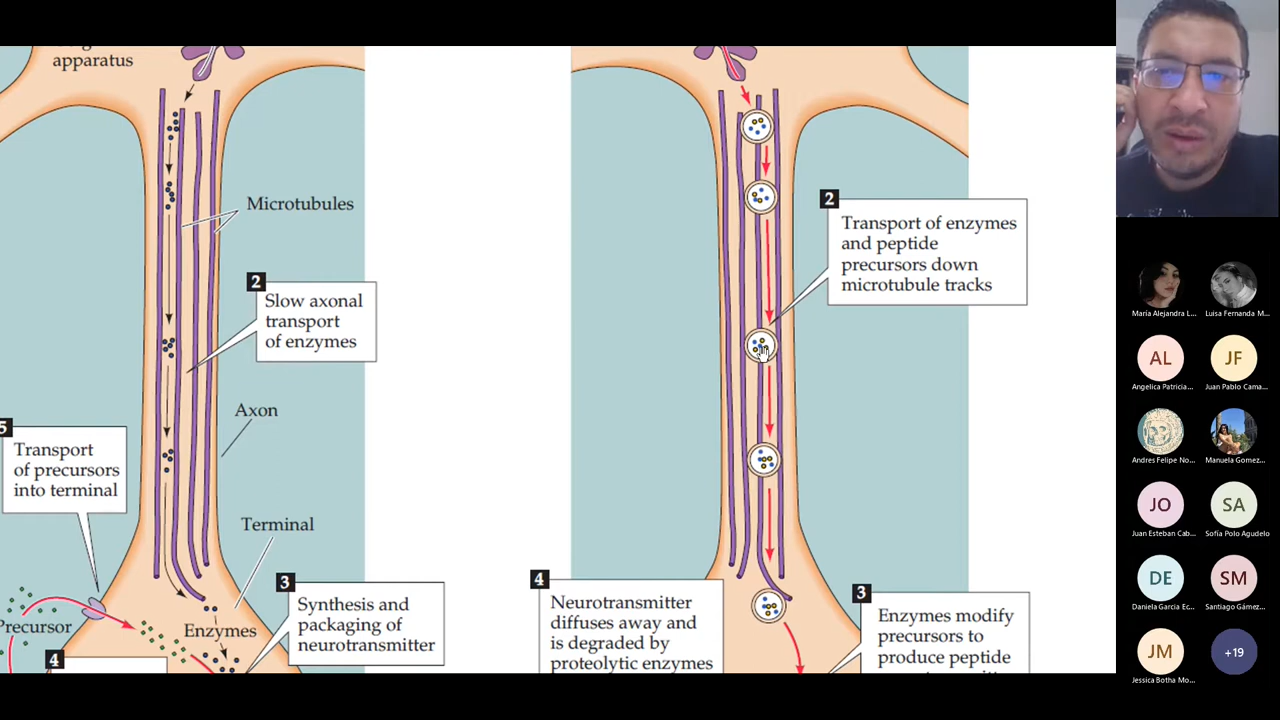 apparatus
Microtubules
2
Slow axonal
transport
of enzymes
Axon
5
Transport
of precursors
into terminal
Terminal
3
Synthesis and
packaging of
neurotransmitter
Precursor
Enzymes
4
2
Transport of enzymes
and peptide
precursors down
microtubule tracks
4
Neurotransmitter
diffuses away and
is degraded by
proteolytic enzymes
3
Enzymes modify
precursors to
produce peptide
María Alejandra L...
Luisa Fernanda M...
AL
Angelica Patricia...
JF
Juan Pablo Cama...
Andres Felipe No...
Manuela Gomez...
JO
Juan Esteban Cab...
SA
Sofía Polo Agudelo
DE
Daniela Garcia Ec...
SM
Santiago Gámez...
JM
Jessica Botha Mo...
+19